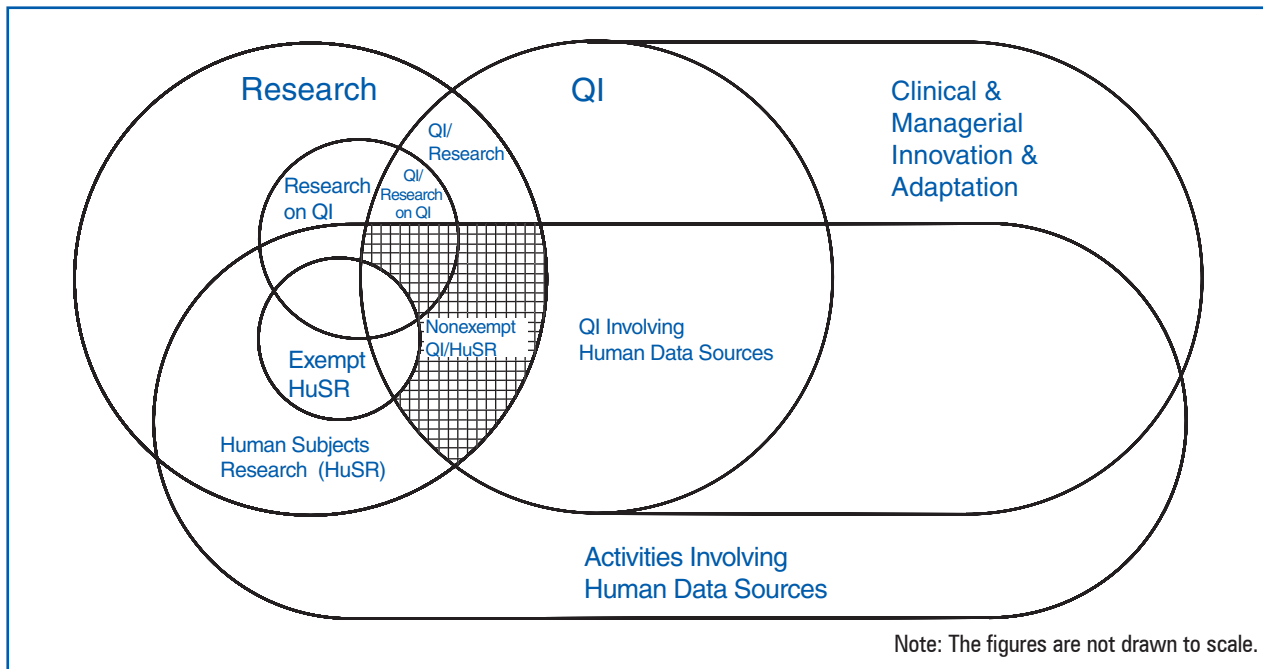 Research
QI
Clinical &
Managerial
Innovation &
Adaptation
QI/
Research
QI/
Research
on QI
Research
on QI
Nonexempt
QI/HuSR
QI Involving
Human Data Sources
Exempt
HuSR
Human Subjects
Research (HuSR)
Activities Involving
Human Data Sources
Note: The figures are not drawn to scale.